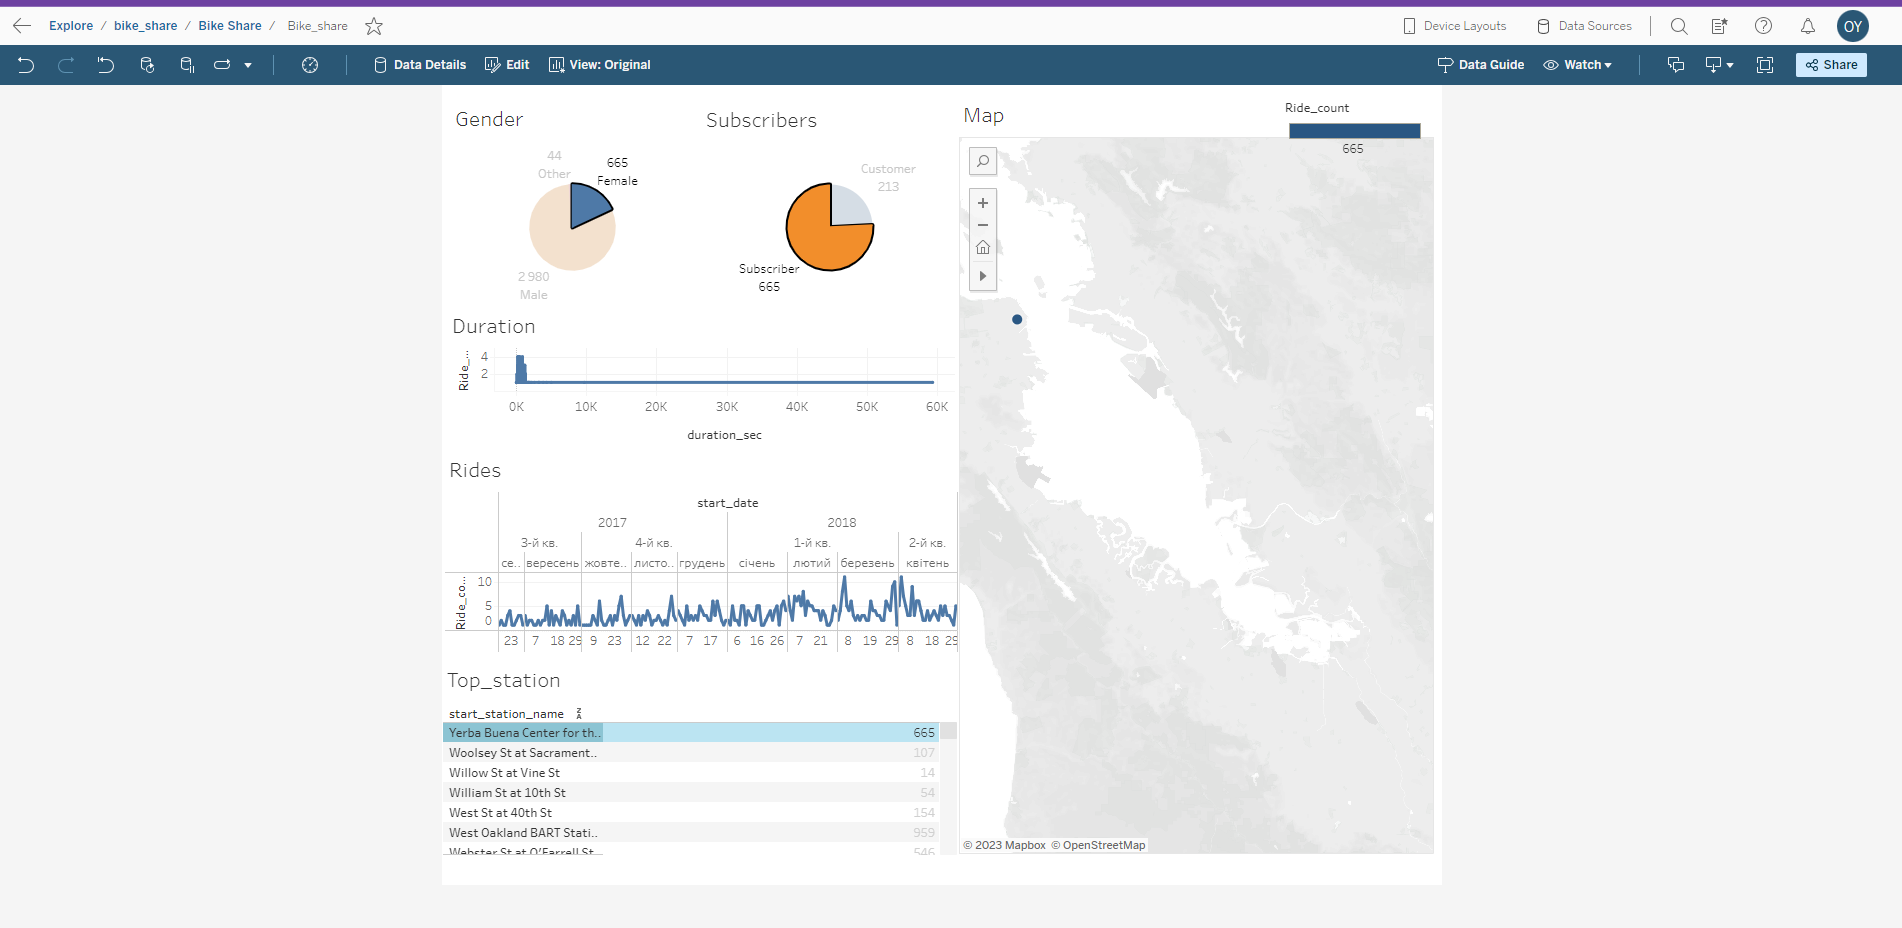 Explore / bike_share / Bike Share / Bike_share
Device Layouts
Data Sources
OY
Data Details
Edit
View: Original
Data Guide
Watch
Share
Gender
44
Other
665
Female
2 980
Male
Subscribers
Customer
213
Subscriber
665
Map
Ride_count
665
Duration
Ride_...
4
2
0K 10K 20K 30K 40K 50K 60K
duration_sec
Rides
start_date
2017 2018
3-й кв. 4-й кв. 1-й кв. 2-й кв.
се.. вересень жовте.. листо.. грудень січень лютий березень квітень
Ride_co...
10
5
0
23 7 18 29 9 23 12 22 7 17 6 16 26 7 21 8 19 29 8 18 29
Top_station
start_station_name
Yerba Buena Center for th.. 665
Woolsey St at Sacrament.. 107
Willow St at Vine St 14
William St at 10th St 54
West St at 40th St 154
West Oakland BART Stati.. 959
Webster St at O'Farrell St 546
© 2023 Mapbox © OpenStreetMap